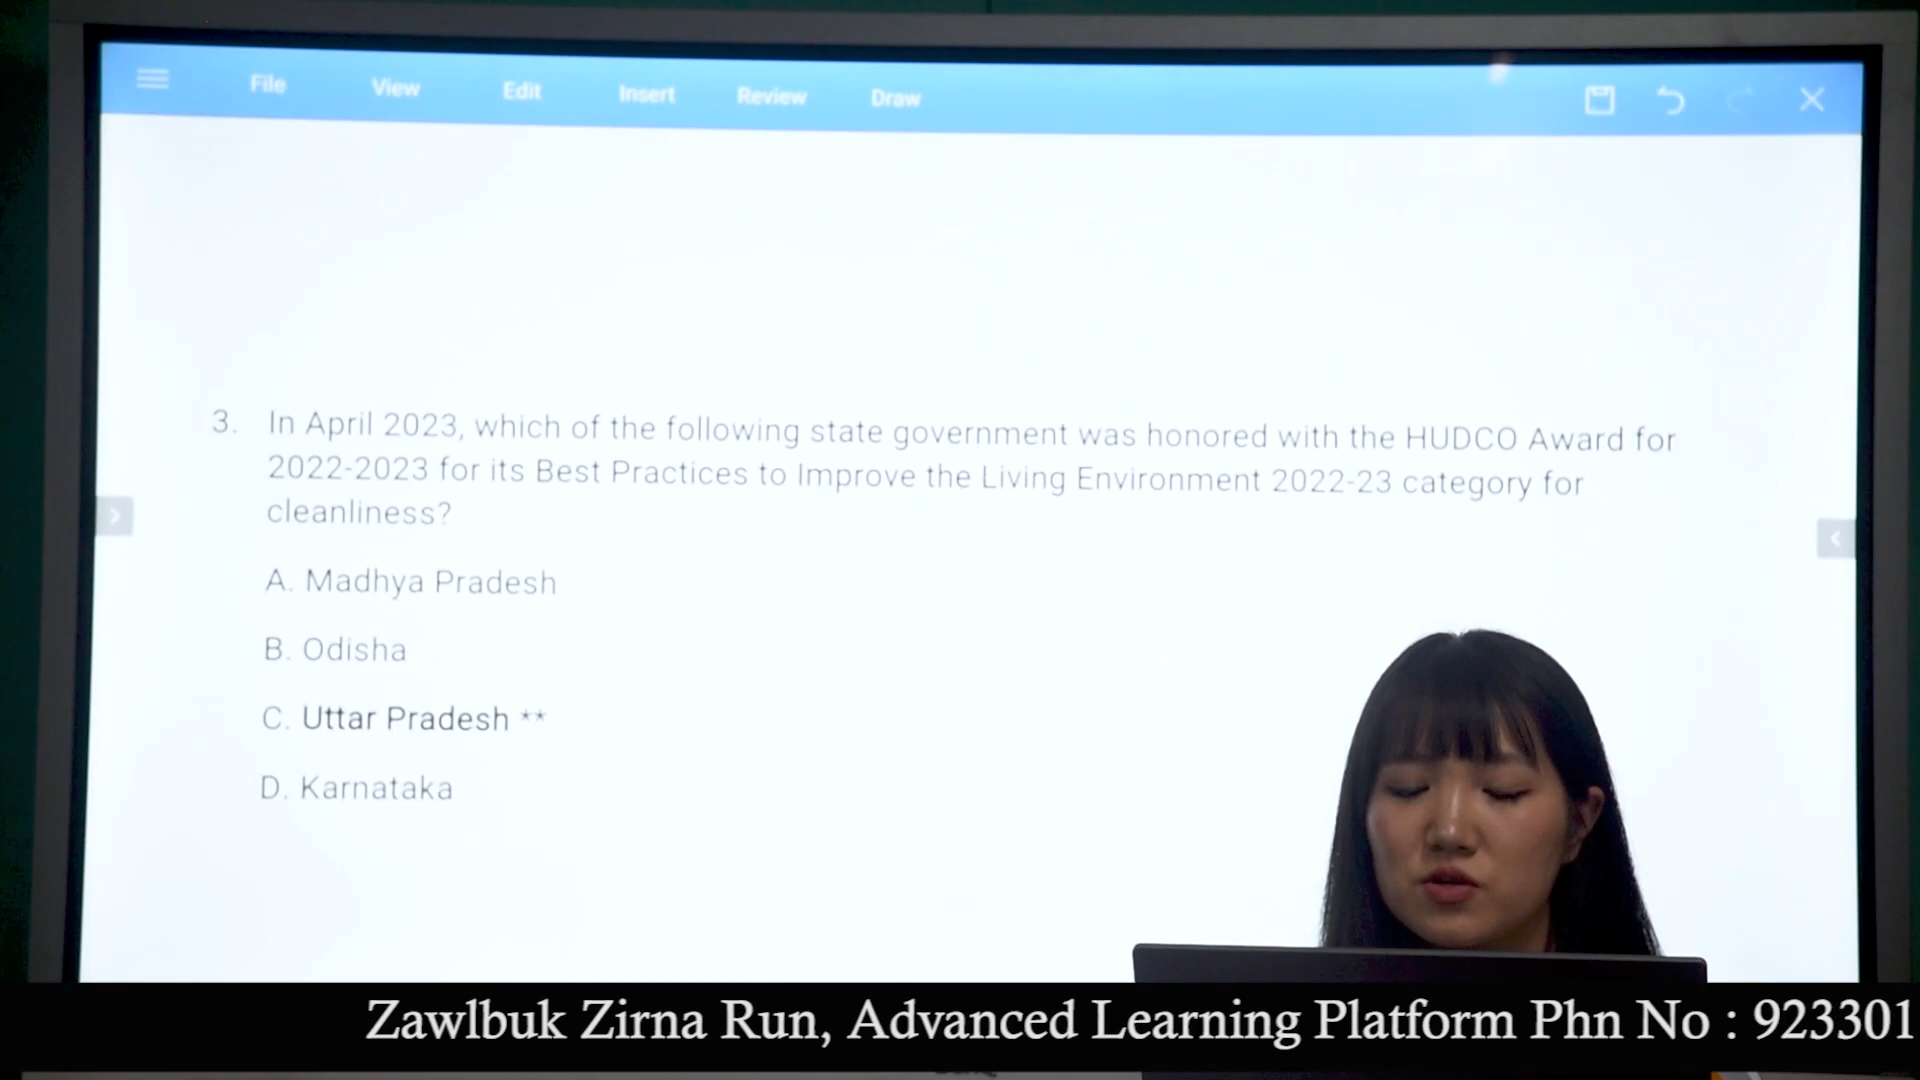 File View Edit Insert Review Draw
3. In April 2023, which of the following state government was honored with the HUDCO Award for
2022-2023 for its Best Practices to Improve the Living Environment 2022-23 category for
cleanliness?
A. Madhya Pradesh
B. Odisha
C. Uttar Pradesh **
D. Karnataka
Zawlbuk Zirna Run, Advanced Learning Platform Phn No : 923301